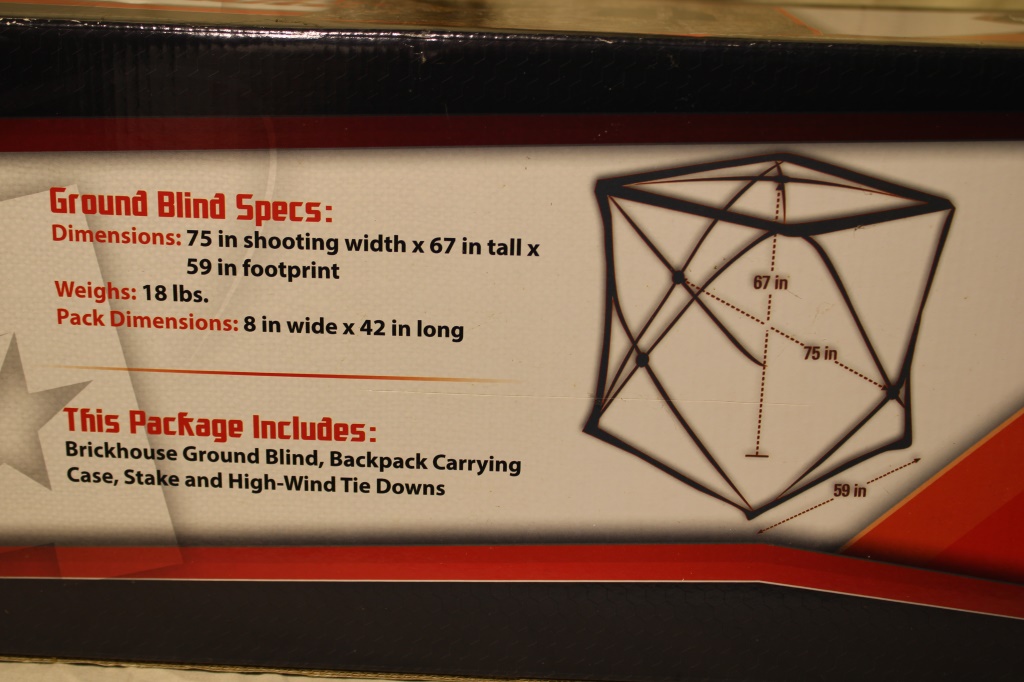 Ground Blind Specs:
Dimensions: 75 in shooting width x 67 in tall x
59 in footprint
Weighs: 18 lbs.
Pack Dimensions: 8 in wide x 42 in long
This Package Includes:
Brickhouse Ground Blind, Backpack Carrying
Case, Stake and High-Wind Tie Downs
67 in
75 in
59 in